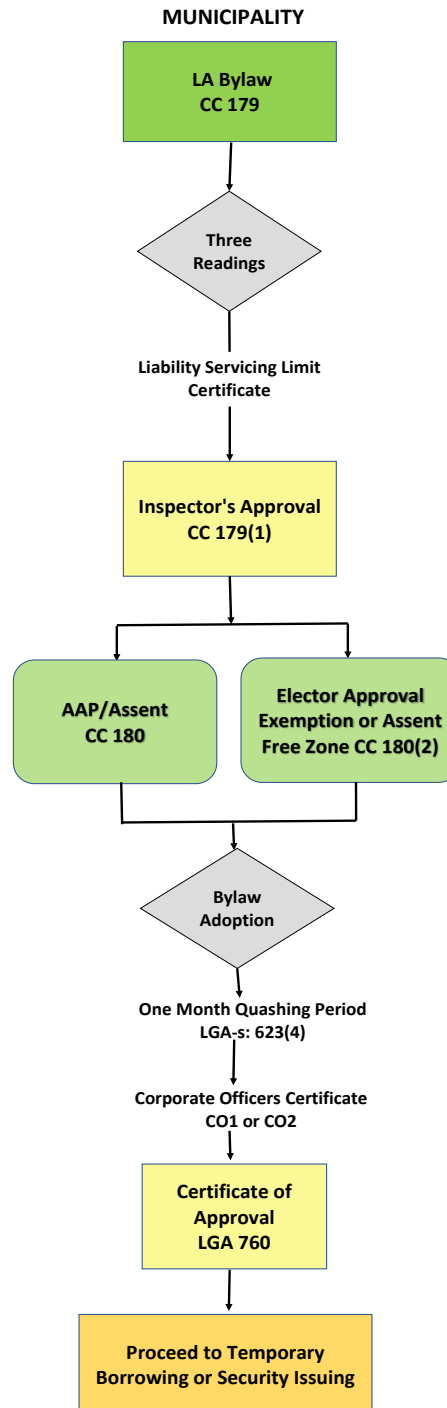 MUNICIPALITY
LA Bylaw
CC 179
Three
Readings
Liability Servicing Limit
Certificate
Inspector's Approval
CC 179(1)
AAP/Assent
CC 180
Elector Approval
Exemption or Assent
Free Zone CC 180(2)
Bylaw
Adoption
One Month Quashing Period
LGA-s: 623(4)
Corporate Officers Certificate
CO1 or CO2
Certificate of
Approval
LGA 760
Proceed to Temporary
Borrowing or Security Issuing